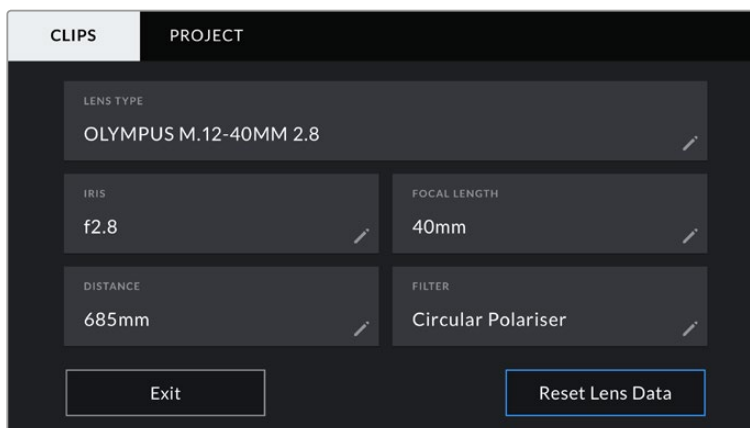 CLIPS PROJECT
LENS TYPE
OLYMPUS M.12-40MM 2.8
IRIS
f2.8
FOCAL LENGTH
40mm
DISTANCE
685mm
FILTER
Circular Polariser
Exit
Reset Lens Data